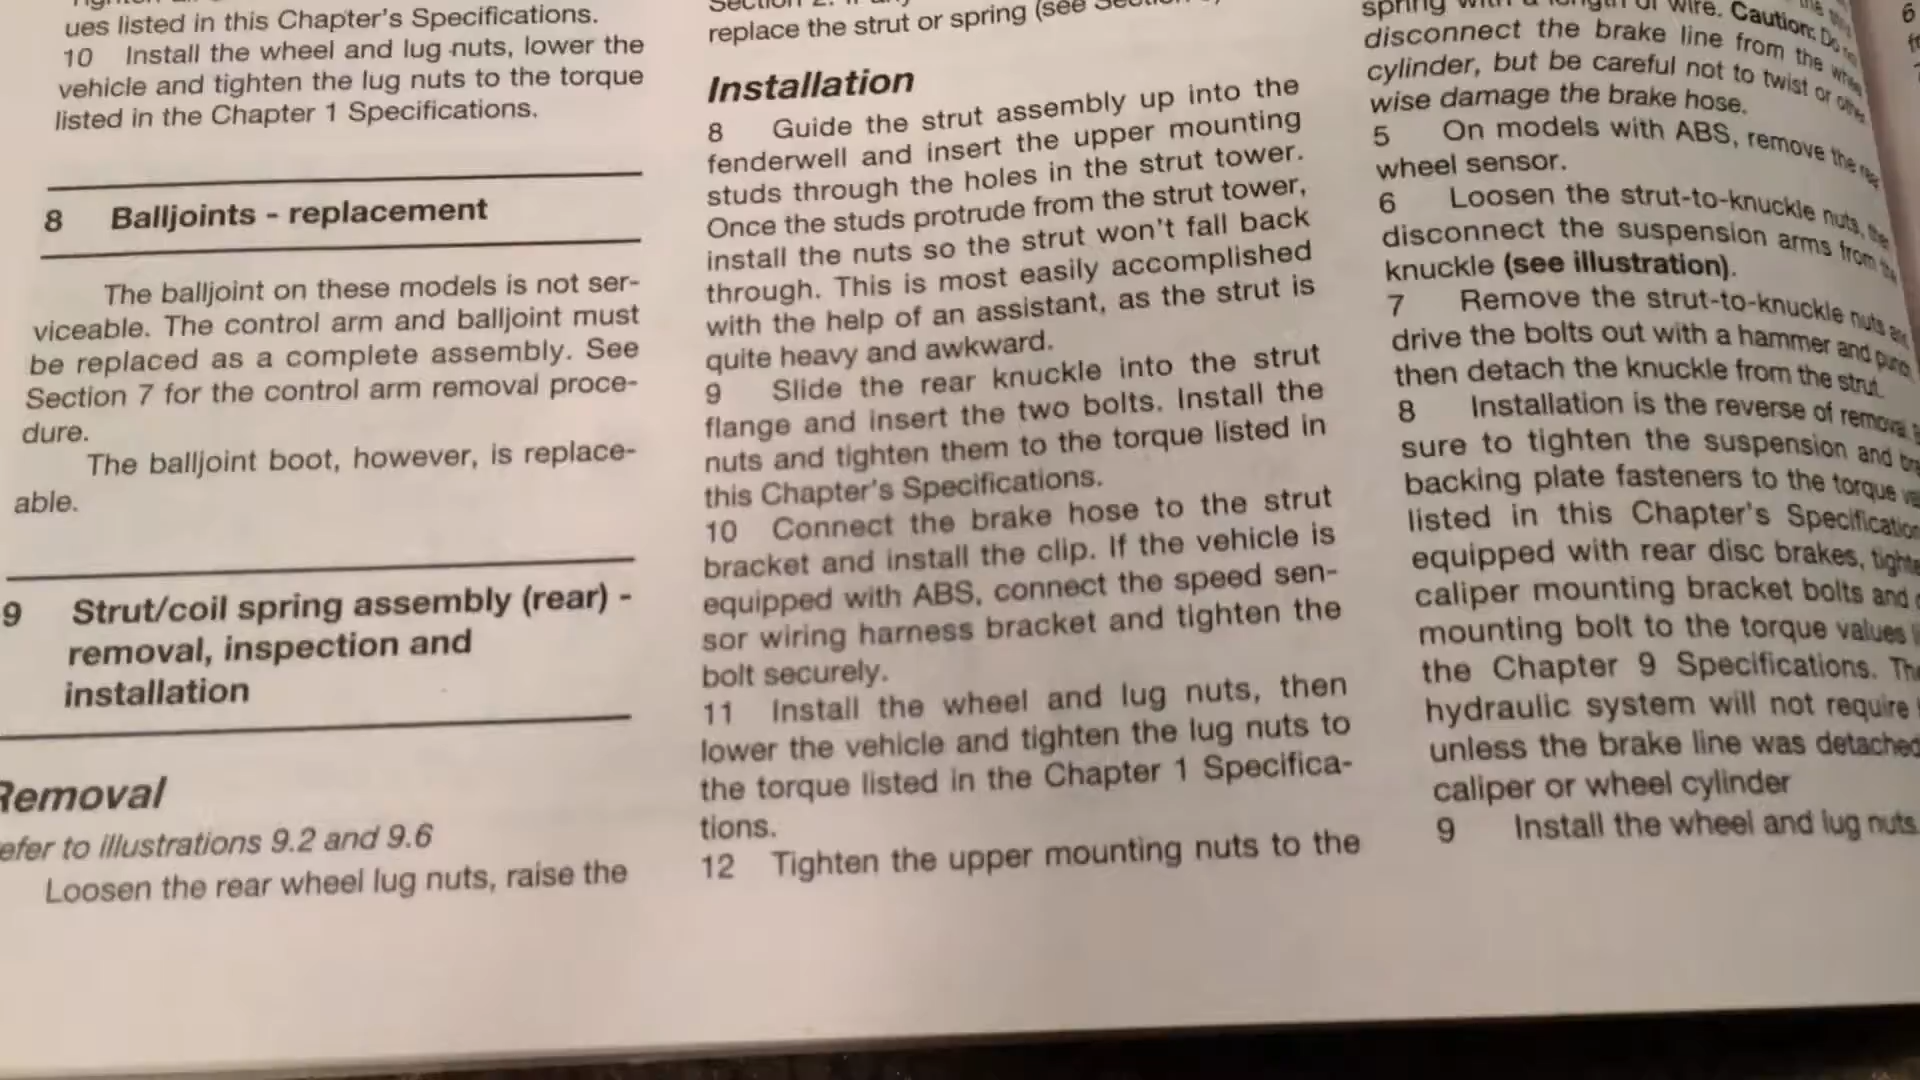 ues listed in this Chapter's Specifications.
10 Install the wheel and lug nuts, lower the
vehicle and tighten the lug nuts to the torque
listed in the Chapter 1 Specifications.
8 Balljoints - replacement
The balljoint on these models is not ser-
viceable. The control arm and balljoint must
be replaced as a complete assembly. See
Section 7 for the control arm removal proce-
dure.
The balljoint boot, however, is replace-
able.
9 Strut/coil spring assembly (rear) -
removal, inspection and
installation
Removal
efer to illustrations 9.2 and 9.6
Loosen the rear wheel lug nuts, raise the
replace the strut or spring (see
Installation
8 Guide the strut assembly up into the
fenderwell and insert the upper mounting
studs through the holes in the strut tower.
Once the studs protrude from the strut tower,
install the nuts so the strut won't fall back
through. This is most easily accomplished
with the help of an assistant, as the strut is
quite heavy and awkward.
9 Slide the rear knuckle into the strut
flange and insert the two bolts. Install the
nuts and tighten them to the torque listed in
this Chapter's Specifications.
10 Connect the brake hose to the strut
bracket and install the clip. If the vehicle is
equipped with ABS, connect the speed sen-
sor wiring harness bracket and tighten the
bolt securely.
11 Install the wheel and lug nuts, then
lower the vehicle and tighten the lug nuts to
the torque listed in the Chapter 1 Specifica-
tions.
12 Tighten the upper mounting nuts to the
spring with a length of wire. Caution: Do
disconnect the brake line from the
cylinder, but be careful not to twist or
wise damage the brake hose.
5 On models with ABS, remove the
wheel sensor.
6 Loosen the strut-to-knuckle nuts,
disconnect the suspension arms from
knuckle (see illustration).
7 Remove the strut-to-knuckle nuts
drive the bolts out with a hammer and
then detach the knuckle from the strut.
8 Installation is the reverse of removal
sure to tighten the suspension and
backing plate fasteners to the torque
listed in this Chapter's
equipped with rear disc brakes,
caliper mounting bracket bolts and
mounting bolt to the torque values
the Chapter 9 Specifications.
hydraulic system will not require
unless the brake line was detached
caliper or wheel cylinder
9 Install the wheel and lug nuts